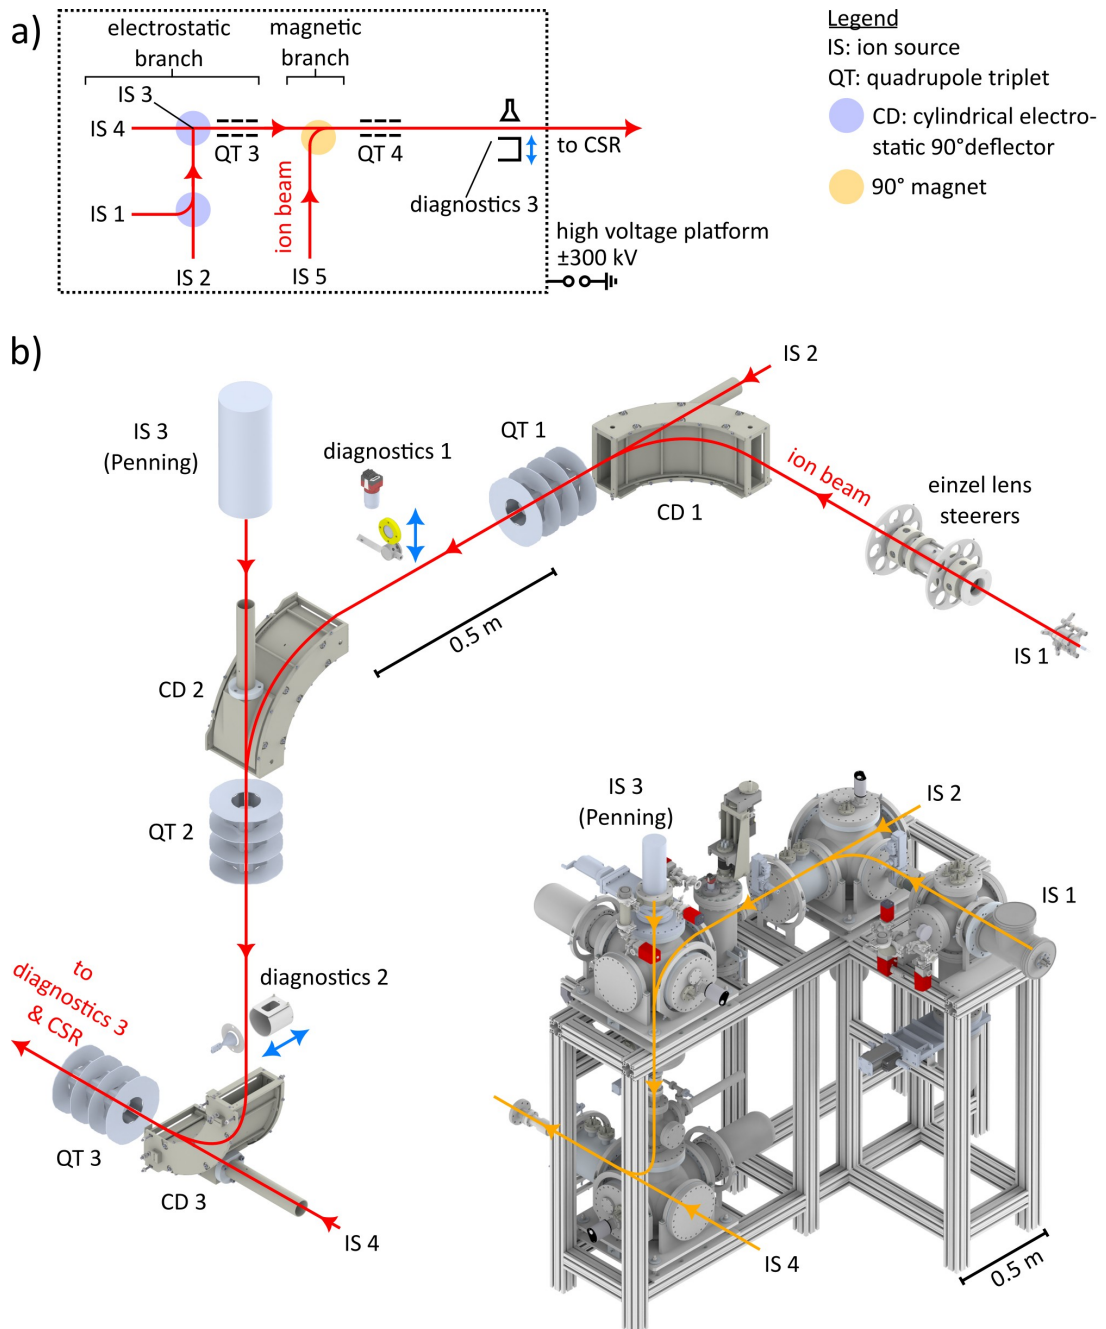 a)
electrostatic
branch
magnetic
branch
IS 3
IS 4
QT 3
QT 4
to CSR
IS 1
ion beam
diagnostics 3
IS 2
IS 5
high voltage platform
±300 kV
Legend
IS: ion source
QT: quadrupole triplet
CD: cylindrical electro-
static 90°deflector
90° magnet
b)
IS 3
(Penning)
diagnostics 1
QT 1
IS 2
CD 1
ion beam
einzel lens
steerers
IS 1
0.5 m
CD 2
QT 2
diagnostics 2
to
diagnostics 3
& CSR
QT 3
CD 3
IS 4
IS 3
(Penning)
IS 2
IS 1
IS 4
0.5 m